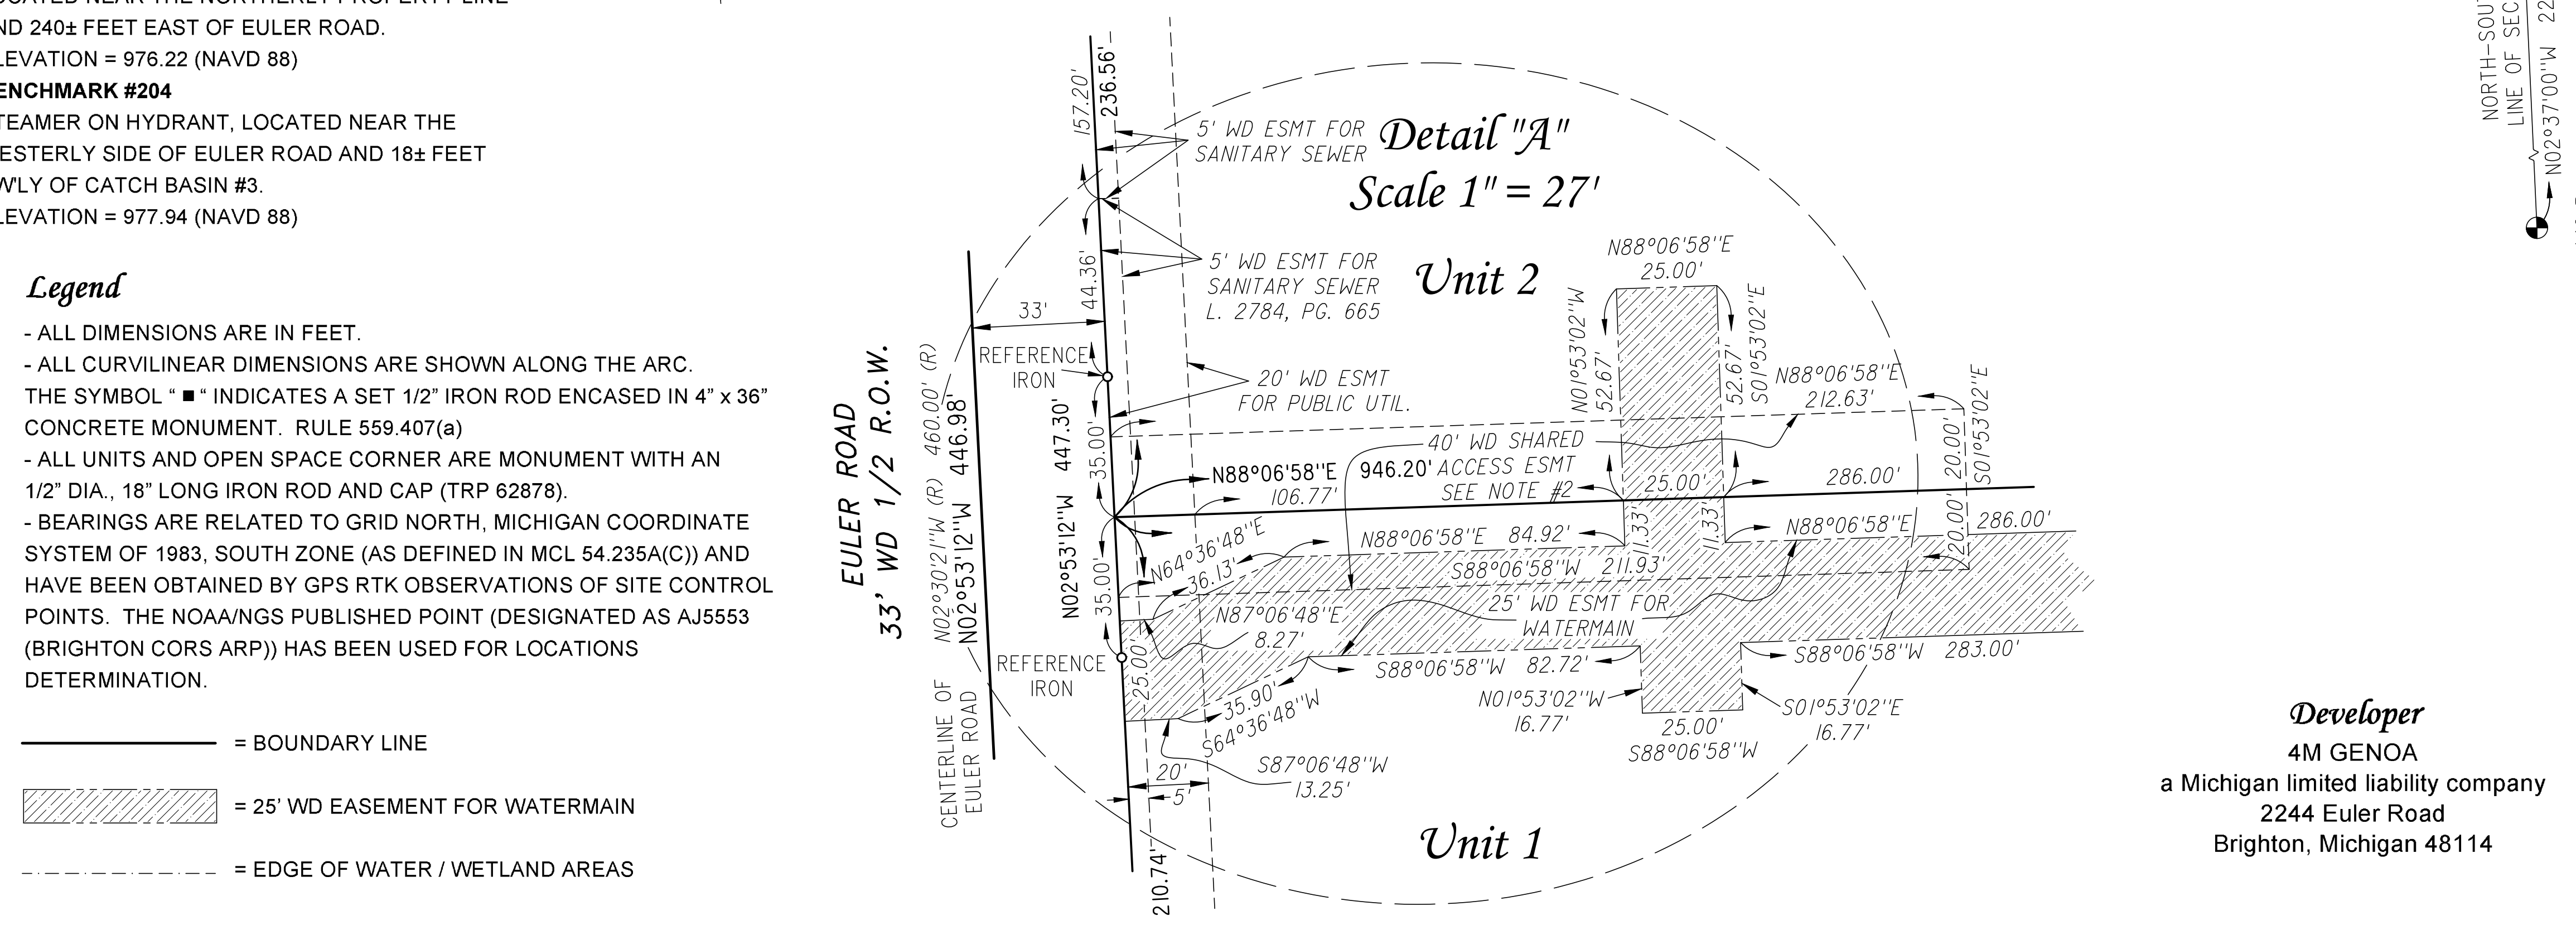 ND 240± FEET EAST OF EULER ROAD.
LEVATION = 976.22 (NAVD 88)
ENCHMARK #204
TEAMER ON HYDRANT, LOCATED NEAR THE
ESTERLY SIDE OF EULER ROAD AND 18± FEET
W'LY OF CATCH BASIN #3.
LEVATION = 977.94 (NAVD 88)
Legend
- ALL DIMENSIONS ARE IN FEET.
- ALL CURVILINEAR DIMENSIONS ARE SHOWN ALONG THE ARC.
THE SYMBOL “ ■ “ INDICATES A SET 1/2” IRON ROD ENCASED IN 4” x 36”
CONCRETE MONUMENT. RULE 559.407(a)
- ALL UNITS AND OPEN SPACE CORNER ARE MONUMENT WITH AN
1/2” DIA., 18” LONG IRON ROD AND CAP (TRP 62878).
- BEARINGS ARE RELATED TO GRID NORTH, MICHIGAN COORDINATE
SYSTEM OF 1983, SOUTH ZONE (AS DEFINED IN MCL 54.235A(C)) AND
HAVE BEEN OBTAINED BY GPS RTK OBSERVATIONS OF SITE CONTROL
POINTS. THE NOAA/NGS PUBLISHED POINT (DESIGNATED AS AJ5553
(BRIGHTON CORS ARP)) HAS BEEN USED FOR LOCATIONS
DETERMINATION.
= BOUNDARY LINE
= 25' WD EASEMENT FOR WATERMAIN
= EDGE OF WATER / WETLAND AREAS
EULER ROAD
33' WD 1/2 R.O.W.
CENTERLINE OF
EULER ROAD
N02°30'21"W (R) 460.00' (R)
N02°53'12"W 446.98'
33'
REFERENCE
IRON
REFERENCE
IRON
N02°53'12"W 447.30'
157.20'
236.56'
44.36'
35.00'
35.00'
25.00'
210.74'
5' WD ESMT FOR
SANITARY SEWER
5' WD ESMT FOR
SANITARY SEWER
L. 2784, PG. 665
20' WD ESMT
FOR PUBLIC UTIL.
Detail "A"
Scale 1" = 27'
Unit 2
N88°06'58"E
25.00'
N01°53'02"W
52.67'
52.67'
S01°53'02"E
N88°06'58"E
212.63'
40' WD SHARED
ACCESS ESMT
SEE NOTE #2
N88°06'58"E 946.20'
106.77'
25.00'
286.00'
20.00'
S01°53'02"E
20.00'
11.33'
11.33'
N64°36'48"E
36.13'
N88°06'58"E 84.92'
N88°06'58"E
286.00'
S88°06'58"W 211.93'
25' WD ESMT FOR
WATERMAIN
N87°06'48"E
8.27'
S88°06'58"W 82.72'
S88°06'58"W 283.00'
35.90'
S64°36'48"W
N01°53'02"W
16.77'
S01°53'02"E
16.77'
25.00'
S88°06'58"W
S87°06'48"W
13.25'
20'
5'
Unit 1
NORTH-SOU
LINE OF SEC
N02°37'00"W 22
Developer
4M GENOA
a Michigan limited liability company
2244 Euler Road
Brighton, Michigan 48114